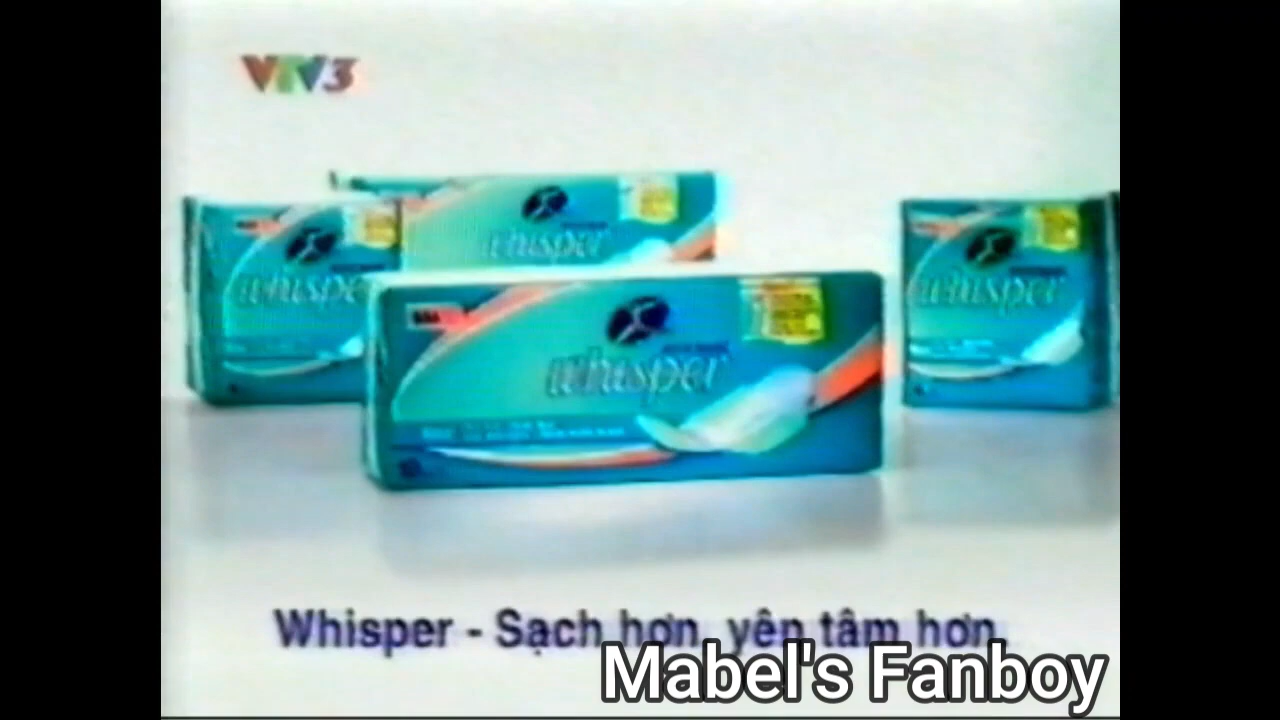 VTV3
whisper
whisper
whisper
whisper
Whisper - Sạch hơn, yên tâm hơn.
Mabel's Fanboy